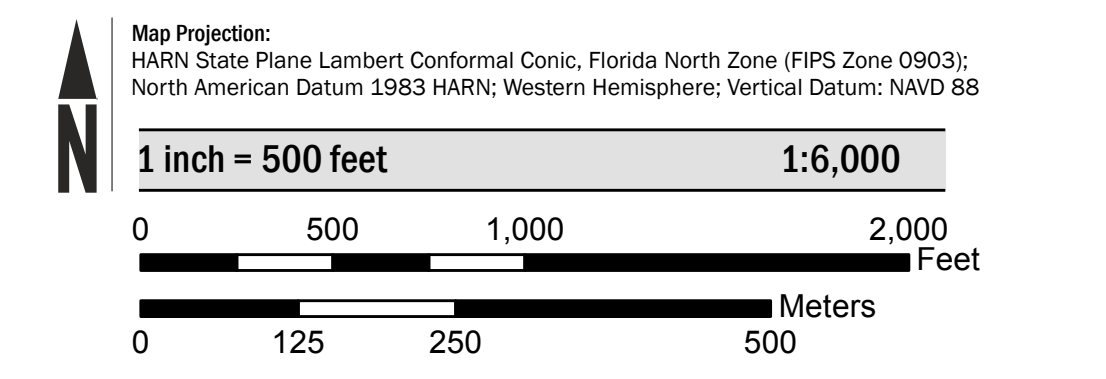 Map Projection:
HARN State Plane Lambert Conformal Conic, Florida North Zone (FIPS Zone 0903);
North American Datum 1983 HARN; Western Hemisphere; Vertical Datum: NAVD 88
N
1 inch = 500 feet 1:6,000
0 500 1,000 2,000
Feet
Meters
0 125 250 500